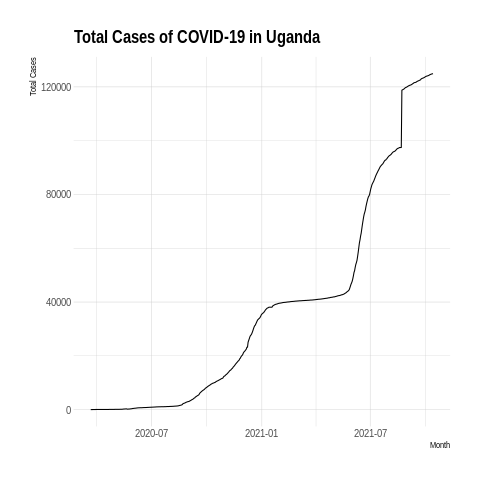 Total Cases of COVID-19 in Uganda
Total Cases
120000
80000
40000
0
2020-07
2021-01
2021-07
Month